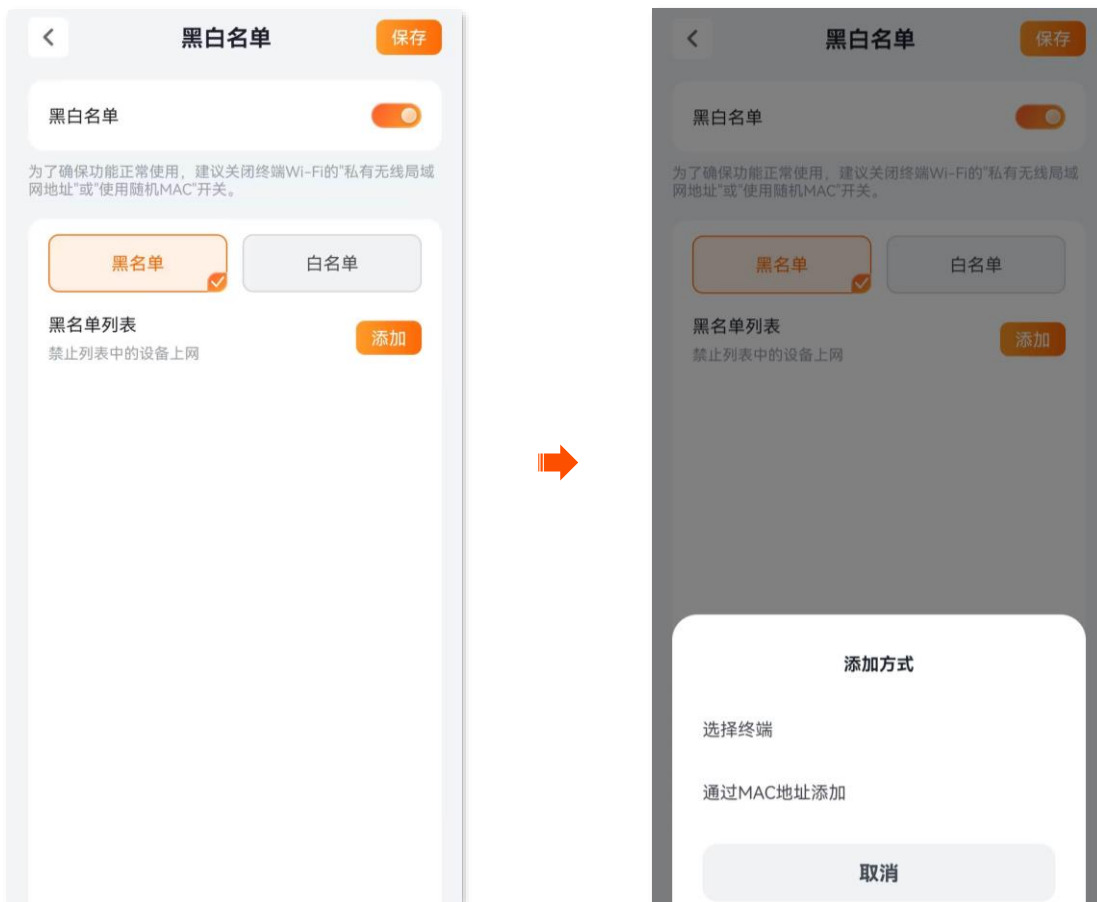 黑白名单
保存
黑白名单
为了确保功能正常使用，建议关闭终端Wi-Fi的"私有无线局域
网地址"或"使用随机MAC"开关。
黑名单
白名单
黑名单列表
添加
禁止列表中的设备上网
黑白名单
保存
黑白名单
为了确保功能正常使用，建议关闭终端Wi-Fi的"私有无线局域
网地址"或"使用随机MAC"开关。
黑名单
白名单
黑名单列表
添加
禁止列表中的设备上网
添加方式
选择终端
通过MAC地址添加
取消